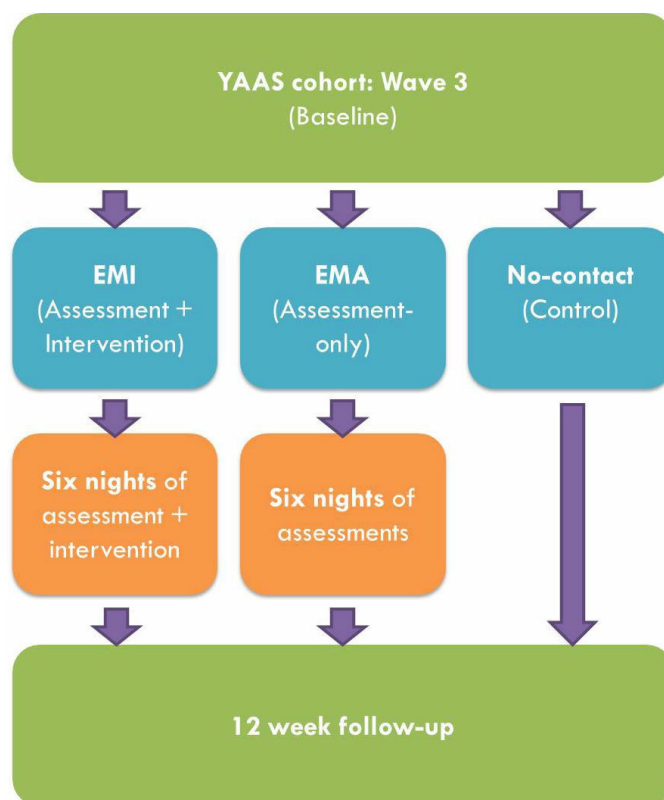 YAAS cohort: Wave 3
(Baseline)
EMI
(Assessment +
Intervention)
EMA
(Assessment-
only)
No-contact
(Control)
Six nights of
assessment +
intervention
Six nights of
assessments
12 week follow-up